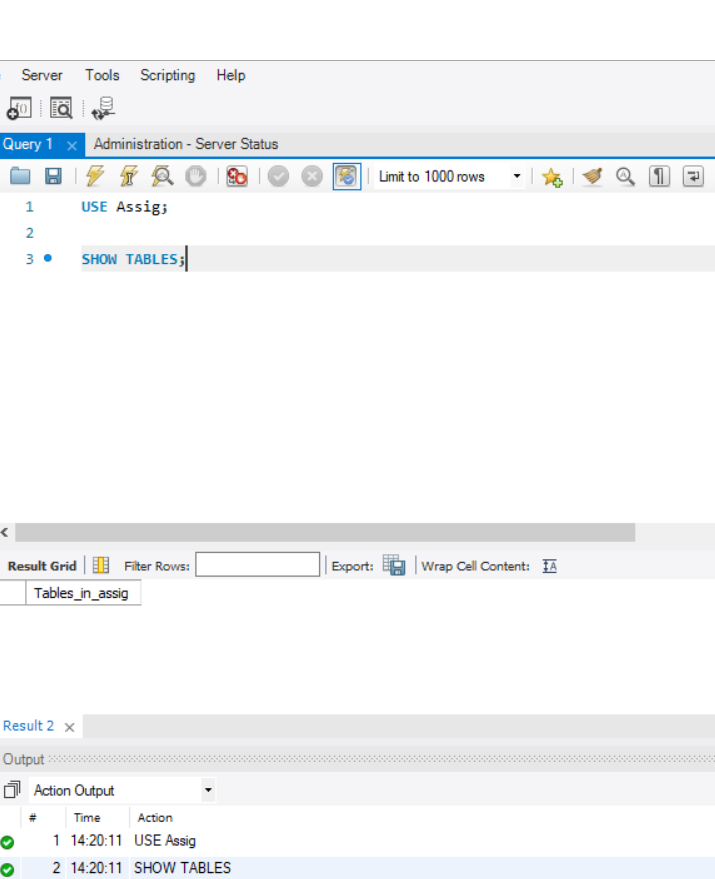 Server Tools Scripting Help
Query 1 Administration - Server Status
Limit to 1000 rows
1 USE Assig;
2
3 SHOW TABLES;
Result Grid Filter Rows: Export: Wrap Cell Content:
Tables_in_assig
Result 2
Output
Action Output
# Time Action
1 14:20:11 USE Assig
2 14:20:11 SHOW TABLES